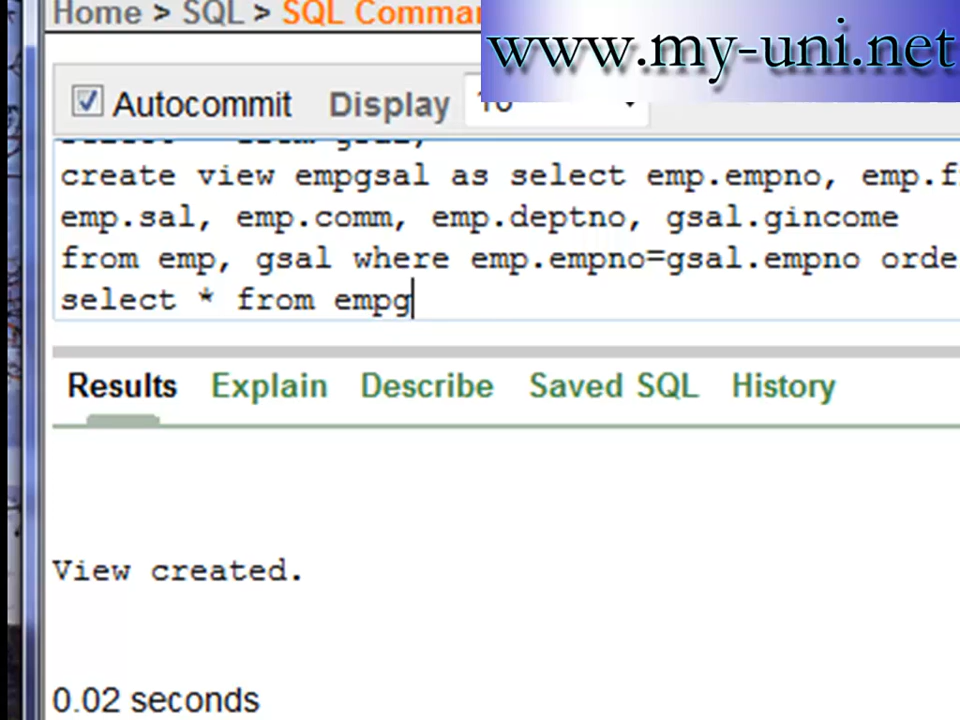 Home > SQL > SQL Comma
www.my-uni.net
Autocommit Display 10
create view empgsal as select emp.empno,
emp.sal, emp.comm, emp.deptno, gsal.gincome
from emp, gsal where emp.empno=gsal.empno orde
select * from empg
Results Explain Describe Saved SQL History
View created.
0.02 seconds